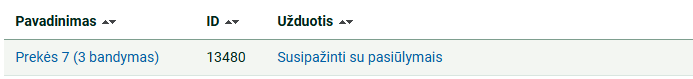 Pavadinimas ID Užduotis
Prekės 7 (3 bandymas) 13480 Susipažinti su pasiūlymais